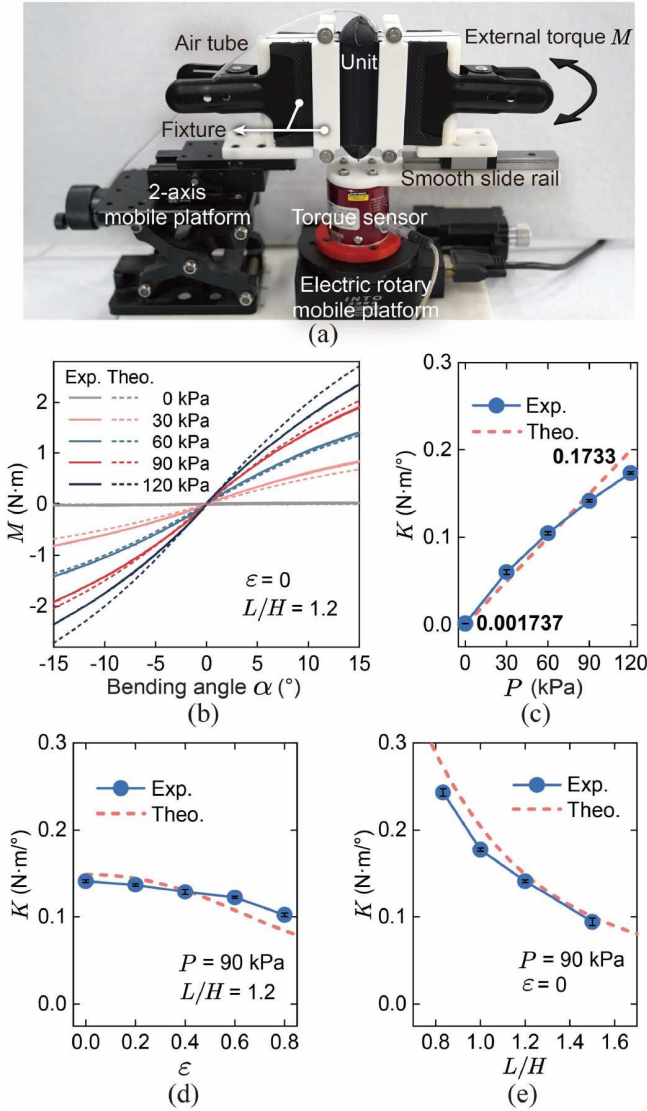 Air tube
External torque M
Unit
Fixture
Smooth slide rail
2-axis
mobile platform
Torque sensor
INTO
Electric rotary
mobile platform
(a)
Exp. Theo.
0 kPa
30 kPa
60 kPa
90 kPa
120 kPa
ε = 0
L/H = 1.2
M (N·m)
2
1
0
-1
-2
-15 -10 -5 0 5 10 15
Bending angle α (°)
(b)
Exp.
Theo.
0.1733
0.001737
K (N·m/°)
0.3
0.2
0.1
0.0
0 30 60 90 120
P (kPa)
(c)
Exp.
Theo.
P = 90 kPa
L/H = 1.2
K (N·m/°)
0.3
0.2
0.1
0.0
0.0 0.2 0.4 0.6 0.8
ε
(d)
Exp.
Theo.
P = 90 kPa
ε = 0
K (N·m/°)
0.3
0.2
0.1
0.0
0.8 1.0 1.2 1.4 1.6
L/H
(e)